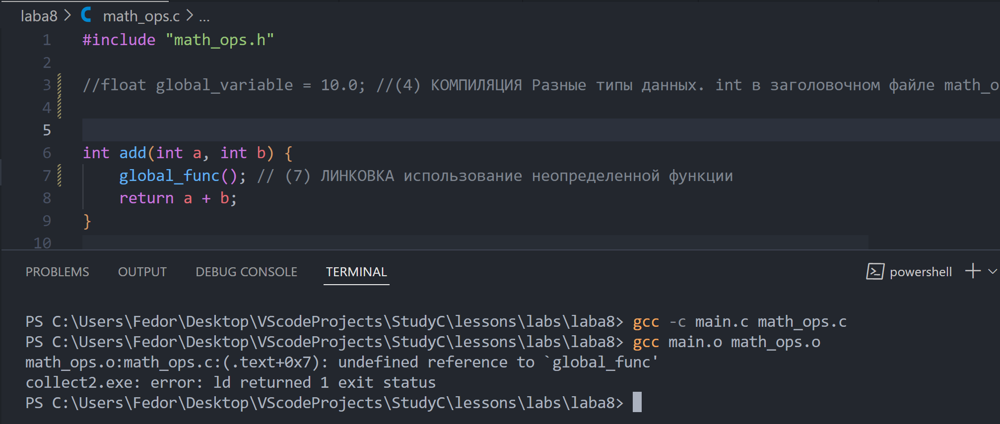 laba8 > math_ops.c > ...
1 #include "math_ops.h"
2
3 //float global_variable = 10.0; //(4) КОМПИЛЯЦИЯ Разные типы данных. int в заголовочном файле math_o
4
5
6 int add(int a, int b) {
7 global_func(); // (7) ЛИНКОВКА использование неопределенной функции
8 return a + b;
9 }
10
PROBLEMS OUTPUT DEBUG CONSOLE TERMINAL powershell
PS C:\Users\Fedor\Desktop\VScodeProjects\StudyC\lessons\labs\laba8> gcc -c main.c math_ops.c
PS C:\Users\Fedor\Desktop\VScodeProjects\StudyC\lessons\labs\laba8> gcc main.o math_ops.o
math_ops.o:math_ops.c:(.text+0x7): undefined reference to `global_func'
collect2.exe: error: ld returned 1 exit status
PS C:\Users\Fedor\Desktop\VScodeProjects\StudyC\lessons\labs\laba8>